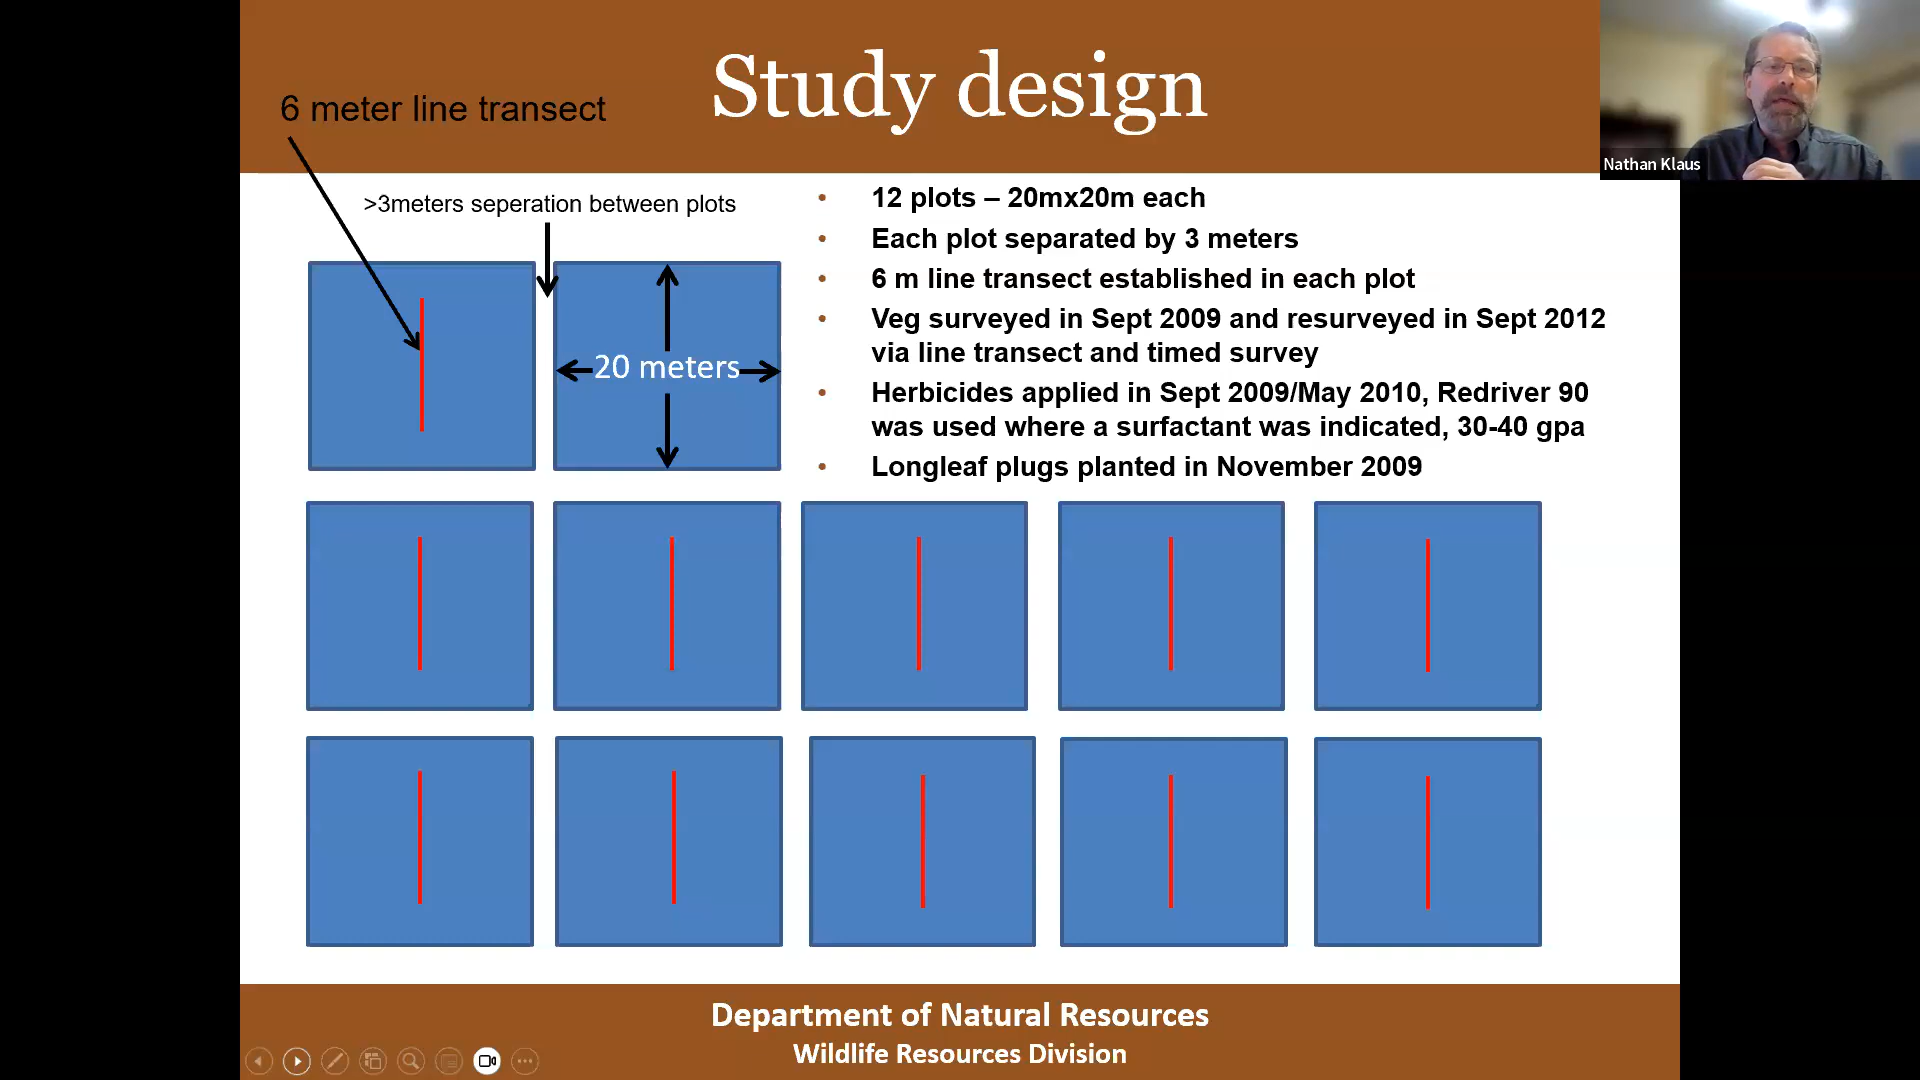 Study design
6 meter line transect
Nathan Klaus
>3meters seperation between plots
20 meters
• 12 plots – 20mx20m each
• Each plot separated by 3 meters
• 6 m line transect established in each plot
• Veg surveyed in Sept 2009 and resurveyed in Sept 2012
via line transect and timed survey
• Herbicides applied in Sept 2009/May 2010, Redriver 90
was used where a surfactant was indicated, 30-40 gpa
• Longleaf plugs planted in November 2009
Department of Natural Resources
Wildlife Resources Division